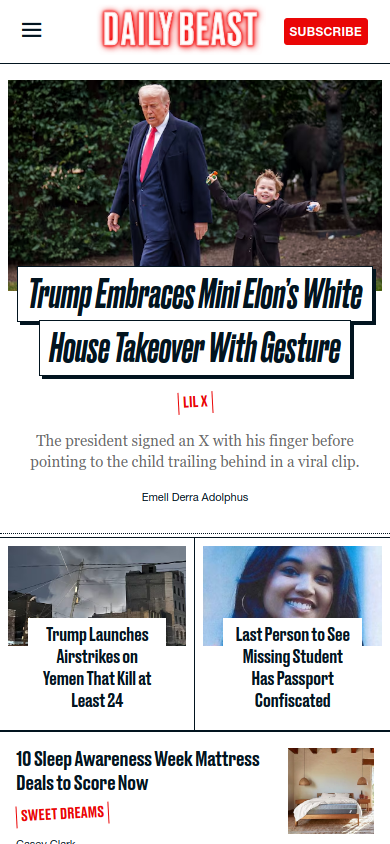 DAILY BEAST
SUBSCRIBE
Trump Embraces Mini Elon's White
House Takeover With Gesture
LIL X
The president signed an X with his finger before
pointing to the child trailing behind in a viral clip.
Emell Derra Adolphus
Trump Launches
Airstrikes on
Yemen That Kill at
Least 24
Last Person to See
Missing Student
Has Passport
Confiscated
10 Sleep Awareness Week Mattress
Deals to Score Now
SWEET DREAMS
Casey Clark